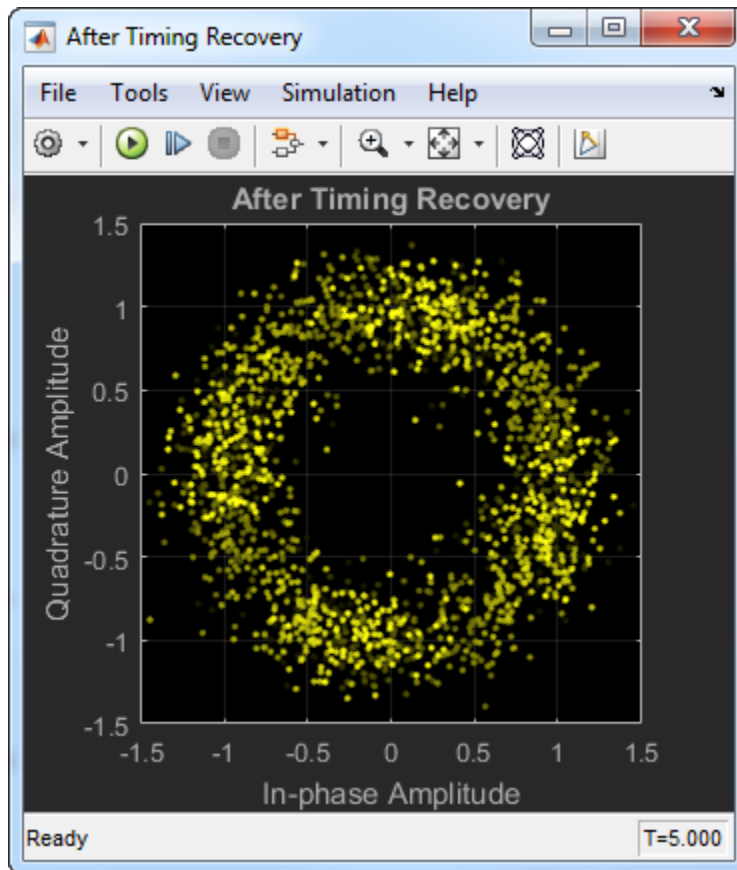 After Timing Recovery
File Tools View Simulation Help
After Timing Recovery
1.5
1
0.5
0
-0.5
-1
-1.5
Quadrature Amplitude
-1.5 -1 -0.5 0 0.5 1 1.5
In-phase Amplitude
Ready T=5.000